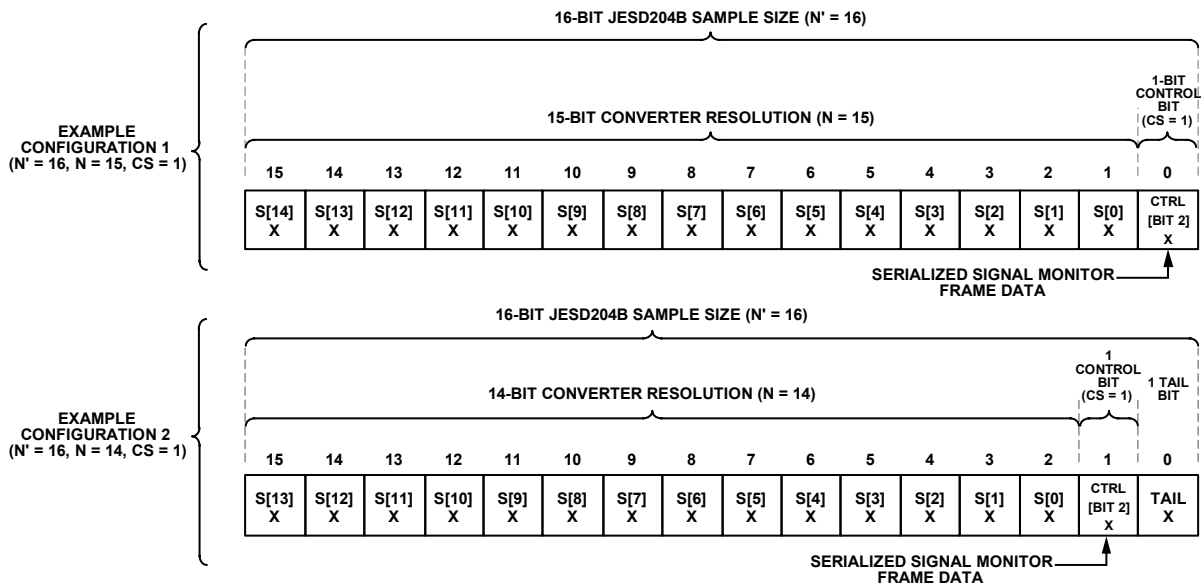 16-BIT JESD204B SAMPLE SIZE (N' = 16)
1-BIT
CONTROL
BIT
(CS = 1)
15-BIT CONVERTER RESOLUTION (N = 15)
EXAMPLE
CONFIGURATION 1
(N' = 16, N = 15, CS = 1)
15 14 13 12 11 10 9 8 7 6 5 4 3 2 1 0
S[14] S[13] S[12] S[11] S[10] S[9] S[8] S[7] S[6] S[5] S[4] S[3] S[2] S[1] S[0] CTRL
[BIT 2]
X X X X X X X X X X X X X X X X
SERIALIZED SIGNAL MONITOR
FRAME DATA
16-BIT JESD204B SAMPLE SIZE (N' = 16)
1
CONTROL
BIT
(CS = 1)
1 TAIL
BIT
14-BIT CONVERTER RESOLUTION (N = 14)
EXAMPLE
CONFIGURATION 2
(N' = 16, N = 14, CS = 1)
15 14 13 12 11 10 9 8 7 6 5 4 3 2 1 0
S[13] S[12] S[11] S[10] S[9] S[8] S[7] S[6] S[5] S[4] S[3] S[2] S[1] S[0] CTRL TAIL
[BIT 2]
X X X X X X X X X X X X X X X X
SERIALIZED SIGNAL MONITOR
FRAME DATA